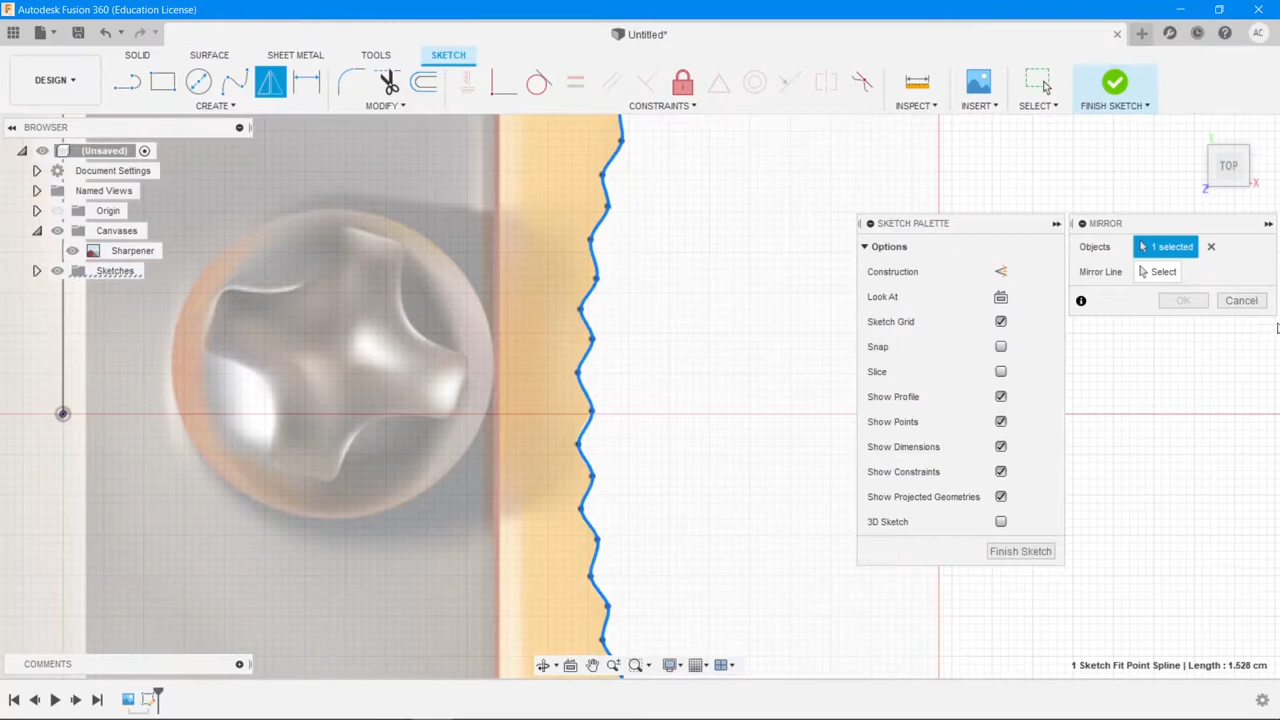 Autodesk Fusion 360 (Education License)
Untitled*
AC
DESIGN
SOLID SURFACE SHEET METAL TOOLS SKETCH
CREATE MODIFY CONSTRAINTS INSPECT INSERT SELECT FINISH SKETCH
BROWSER
(Unsaved)
Document Settings
Named Views
Origin
Canvases
Sharpener
Sketches
TOP
Y
X
Z
SKETCH PALETTE
Options
Construction
Look At
Sketch Grid
Snap
Slice
Show Profile
Show Points
Show Dimensions
Show Constraints
Show Projected Geometries
3D Sketch
Finish Sketch
MIRROR
Objects 1 selected
Mirror Line Select
OK Cancel
COMMENTS
1 Sketch Fit Point Spline | Length : 1.528 cm